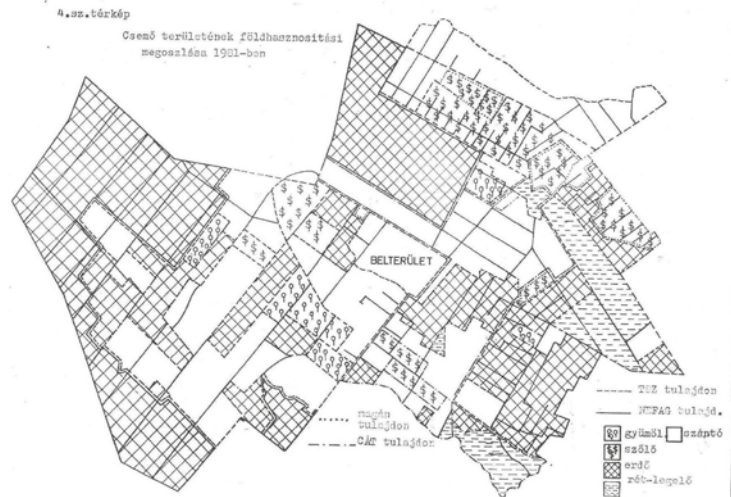 4.sz.térkép
Csemő területének földhasznositási
megoszlása 1981-ben
BELTERÜLET
TSZ tulajdon
NEFAG tulajd.
magán
tulajdon
CÁT tulajdon
gyümöl. szántó
szőlő
erdő
rét-legelő